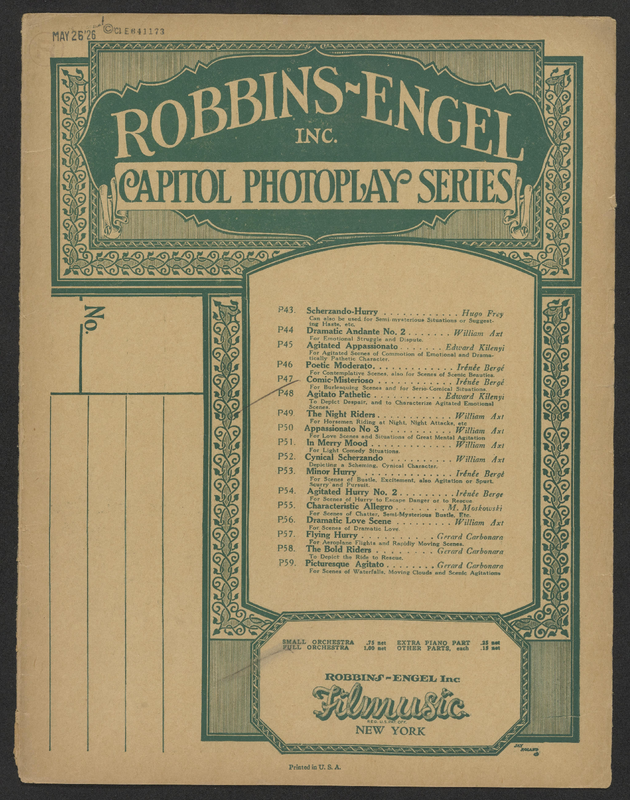 MAY 26 '26 © CLE 841173
ROBBINS-ENGEL
INC.
CAPITOL PHOTOPLAY SERIES
No.
P43. Scherzando-Hurry . . . . . . . . . . . . Hugo Frey
Can also be used for Semi-mysterious Situations or Suggest-
ing Haste, etc.
P44 Dramatic Andante No. 2 . . . . . . . William Axt
For Emotional Struggle and Dispute.
P45 Agitated Appassionato . . . . . . . Edward Kilenyi
For Agitated Scenes of Commotion of Emotional and Drama-
tically Pathetic Character.
P46 Poetic Moderato. . . . . . . . . . . . . Irénée Bergé
For Contemplative Scenes, also for Scenes of Scenic Beauties.
P47 Comic-Misterioso . . . . . . . . . . . . Irénée Bergé
For Burlesquing Scenes and for Serio-Comical Situations.
P48 Agitato Pathetic . . . . . . . . . . . Edward Kilenyi
To Depict Despair, and to Characterize Agitated Emotional
Scenes.
P49 The Night Riders. . . . . . . . . . . . . William Axt
For Horsemen Riding at Night, Night Attacks, etc
P50 Appassionato No 3 . . . . . . . . . . William Axt
For Love Scenes and Situations of Great Mental Agitation
P51. In Merry Mood . . . . . . . . . . . . . . William Axt
For Light Comedy Situations.
P52. Cynical Scherzando . . . . . . . . . . William Axt
Depicting a Scheming, Cynical Character.
P53. Minor Hurry . . . . . . . . . . . . . . Irénée Bergé
For Scenes of Bustle, Excitement, also Agitation or Sport.
Scurry and Pursuit.
P54. Agitated Hurry No. 2 . . . . . . . . . Irénée Berge
For Scenes of Hurry to Escape Danger or to Rescue.
P55. Characteristic Allegro . . . . . . . . M. Moskowski
For Scenes of Chatter, Semi-Mysterious Bustle, Etc.
P56. Dramatic Love Scene . . . . . . . . . William Axt
For Scenes of Dramatic Love.
P57. Flying Hurry . . . . . . . . . . . . Gerard Carbonara
For Aeroplane Flights and Rapidly Moving Scenes.
P58. The Bold Riders . . . . . . . . . . Gerard Carbonara
To Depict the Ride to Rescue.
P59. Picturesque Agitato . . . . . . . . Gerard Carbonara
For Scenes of Waterfalls, Moving Clouds and Scenic Agitations
SMALL ORCHESTRA .75 net EXTRA PIANO PART .25 net
FULL ORCHESTRA 1.00 net OTHER PARTS, each .15 net
ROBBINS-ENGEL Inc
Filmusic
REG. U.S. PAT. OFF.
NEW YORK
Printed in U. S. A.